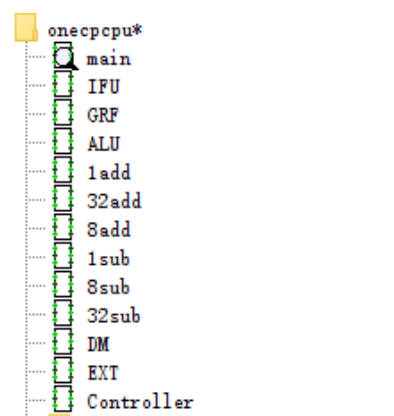 onecpcpu*
main
IFU
GRF
ALU
1add
32add
8add
1sub
8sub
32sub
DM
EXT
Controller